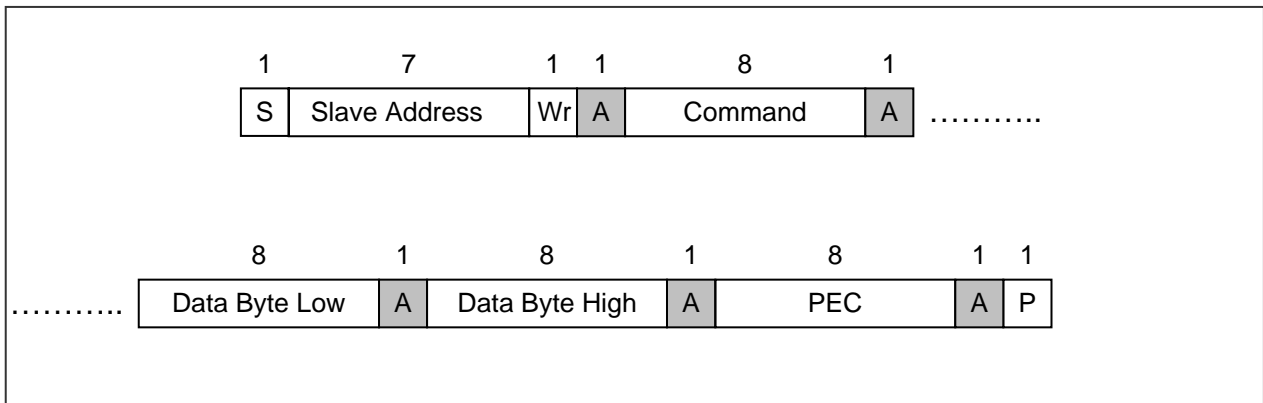 1 7 1 1 8 1
S Slave Address Wr A Command A ………..
8 1 8 1 8 1 1
……….. Data Byte Low A Data Byte High A PEC A P